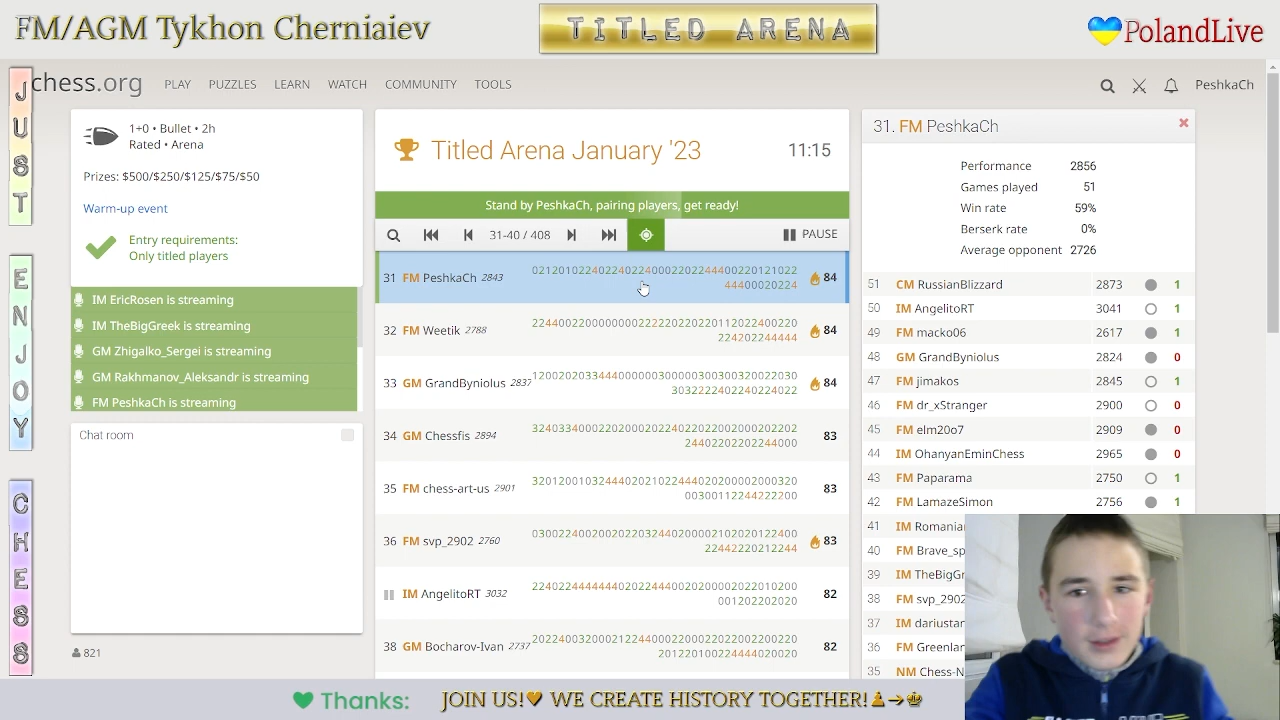 FM/AGM Tykhon Cherniaiev
TITLED ARENA
PolandLive
JUST
ENJOY
CHESS
chess.org PLAY PUZZLES LEARN WATCH COMMUNITY TOOLS PeshkaCh
1+0 • Bullet • 2h
Rated • Arena
Prizes: $500/$250/$125/$75/$50
Warm-up event
Entry requirements:
Only titled players
IM EricRosen is streaming
IM TheBigGreek is streaming
GM Zhigalko_Sergei is streaming
GM Rakhmanov_Aleksandr is streaming
FM PeshkaCh is streaming
Chat room
821
Titled Arena January '23 11:15
Stand by PeshkaCh, pairing players, get ready!
31-40 / 408 PAUSE
31 FM PeshkaCh 2843 84
32 FM Weetik 2788 84
33 GM GrandByniolus 2837 84
34 GM Chessfis 2894 83
35 FM chess-art-us 2901 83
36 FM svp_2902 2760 83
IM AngelitoRT 3032 82
38 GM Bocharov-Ivan 2737 82
31. FM PeshkaCh
Performance 2856
Games played 51
Win rate 59%
Berserk rate 0%
Average opponent 2726
51 CM RussianBlizzard 2873 1
50 IM AngelitoRT 3041 1
49 FM macko06 2617 1
48 GM GrandByniolus 2824 0
47 FM jimakos 2845 1
46 FM dr_xStranger 2900 0
45 FM elm20o7 2909 0
44 IM OhanyanEminChess 2965 0
43 FM Paparama 2750 1
42 FM LamazeSimon 2756 1
41 IM Romanian
40 FM Brave_sp
39 IM TheBigGr
38 FM svp_2902
37 IM dariustar
36 FM Greenlan
35 NM Chess-N
Thanks: JOIN US! WE CREATE HISTORY TOGETHER!